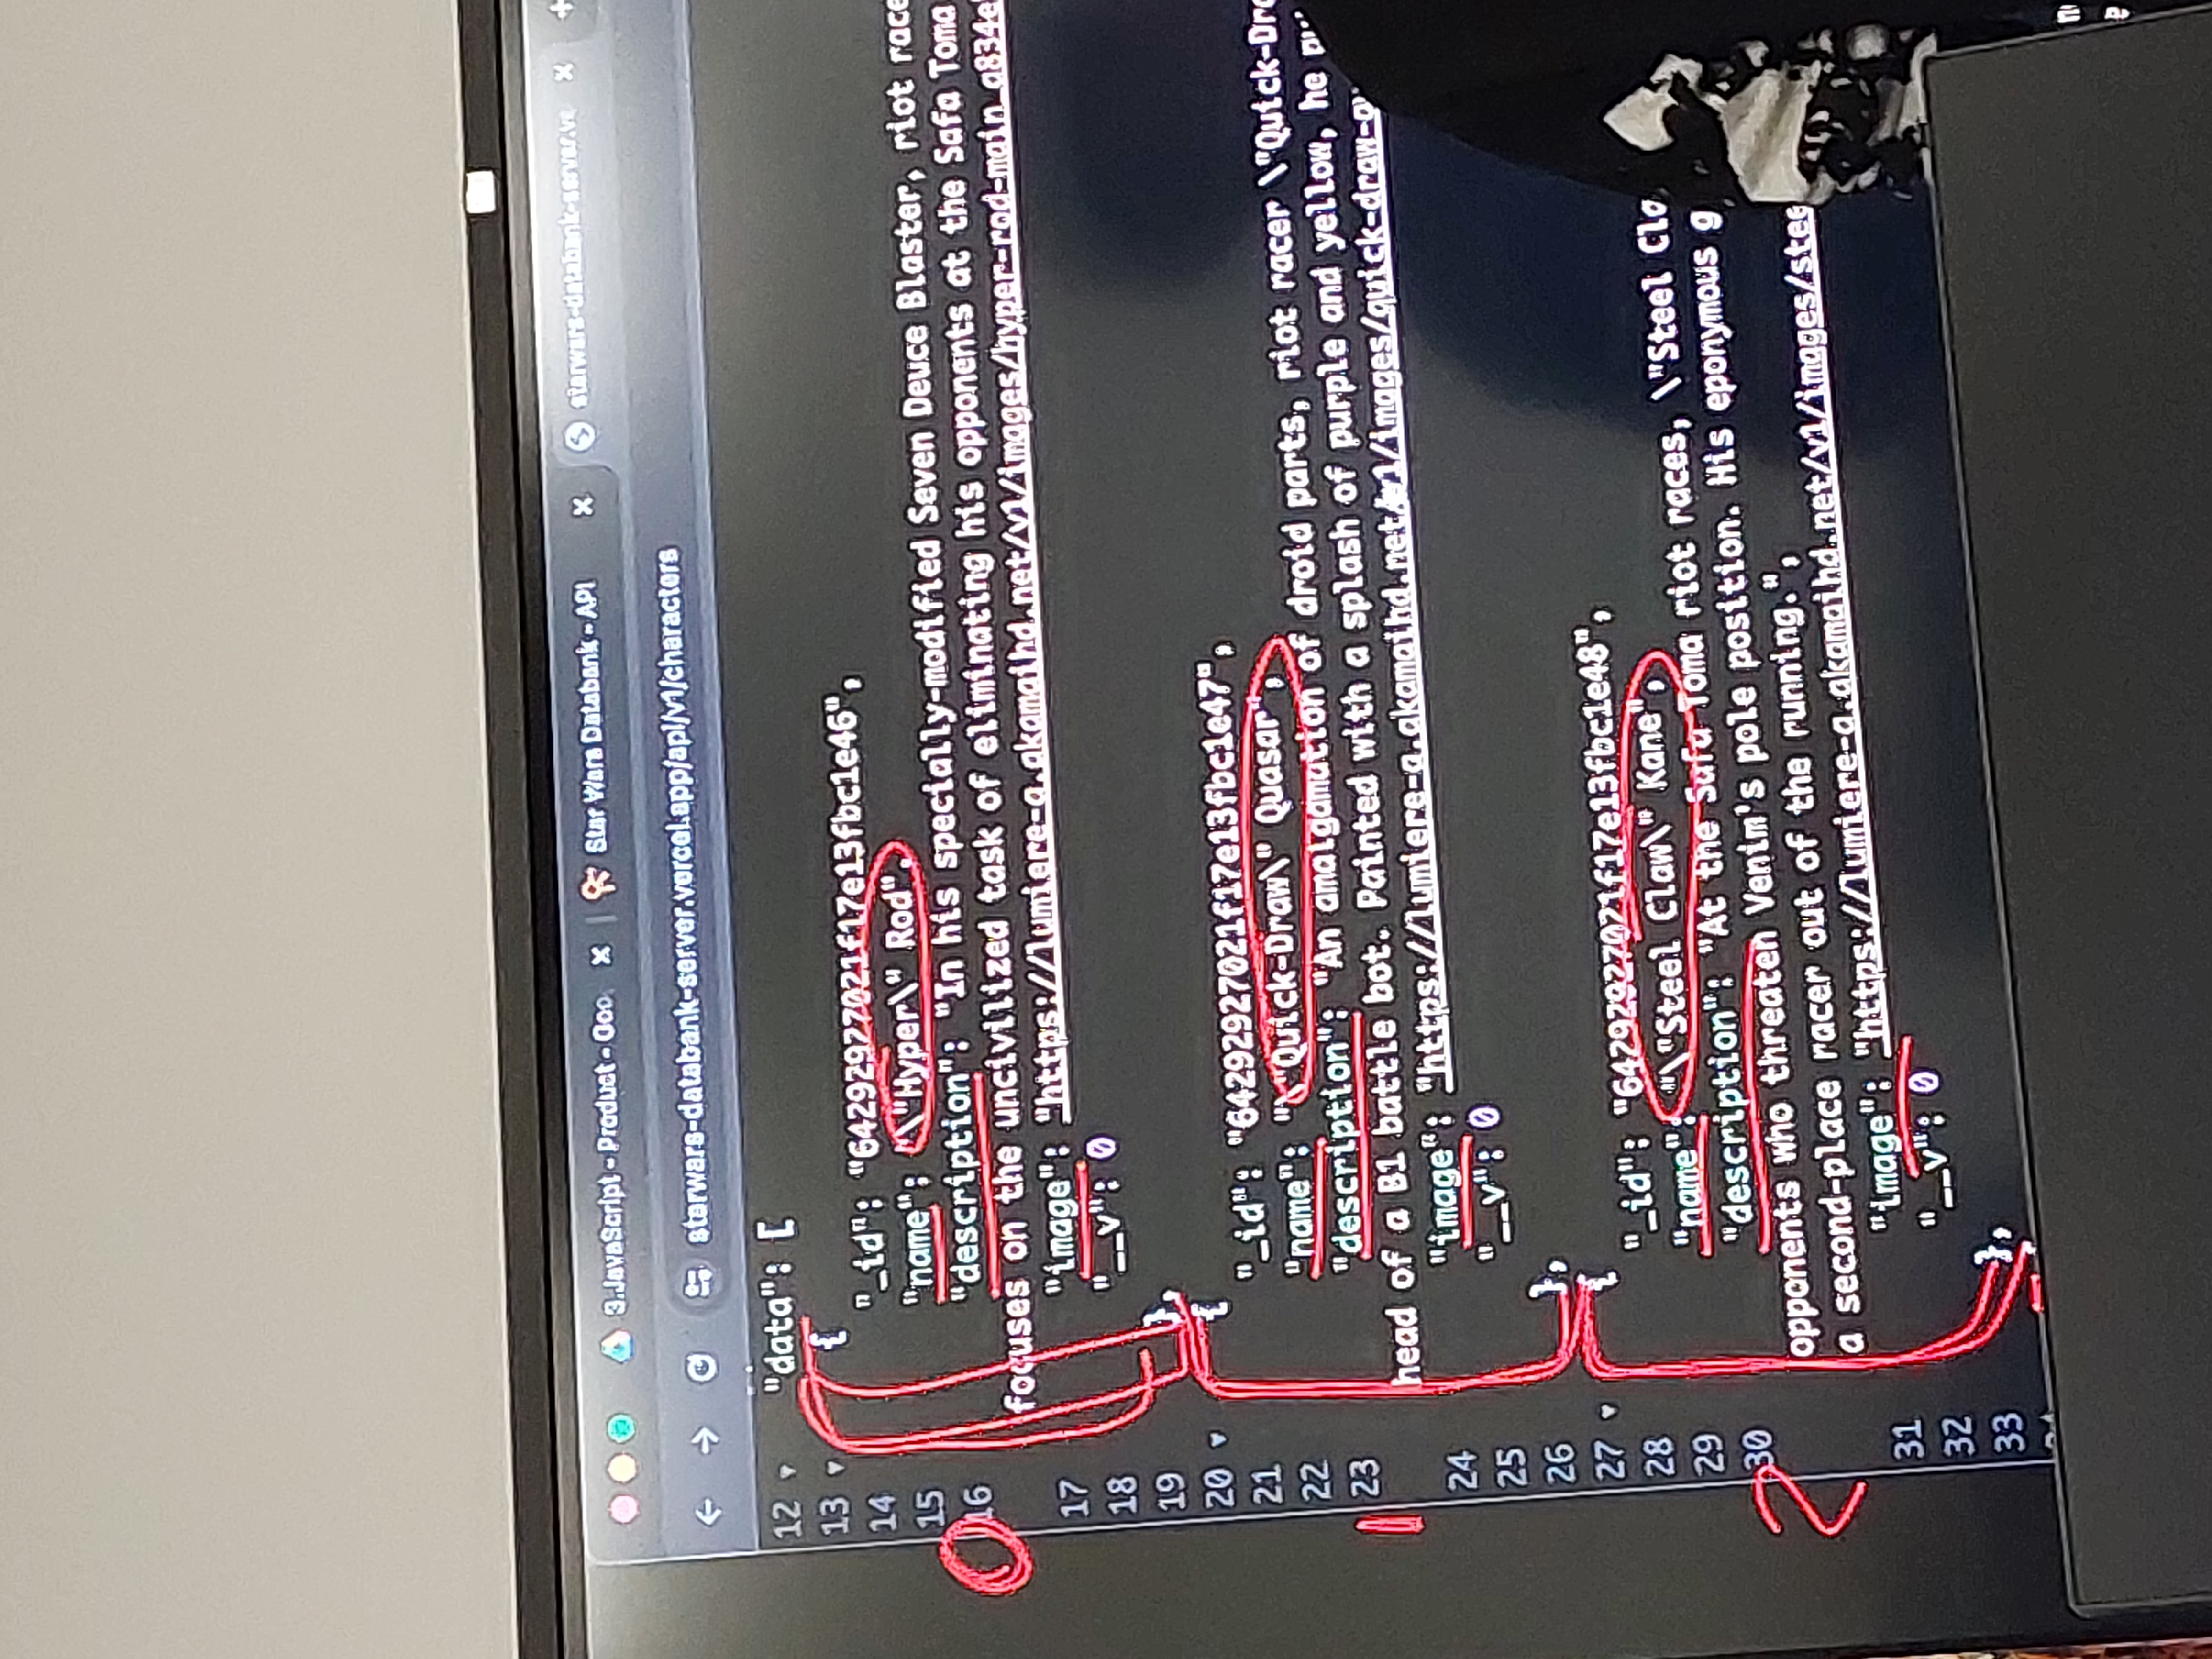 3.JavaScript - Product - Goo
Star Wars Databank - API
starwars-databank-server.ve
starwars-databank-server.vercel.app/api/v1/characters
12 "data": [
13 {
14 "_id": "64292927021f17e13fbc1e46",
15 "name": "\"Hyper\" Rod",
0
16 "description": "In his specially-modified Seven Deuce Blaster, riot race
focuses on the uncivilized task of eliminating his opponents at the Safa Toma
17 "image": "https://lumiere-a.akamaihd.net/v1/images/hyper-rod-main_a834e
18 "__v": 0
19 },
20 {
21 "_id": "64292927021f17e13fbc1e47",
22 "name": "\"Quick-Draw\" Quasar",
23 "description": "An amalgamation of droid parts, riot racer \"Quick-Dra
1
head of a B1 battle bot. Painted with a splash of purple and yellow, he
24 "image": "https://lumiere-a.akamaihd.net/v1/images/quick-draw-q
25 "__v": 0
26 },
27 {
28 "_id": "64292927021f17e13fbc1e48",
29 "name": "\"Steel Claw\" Kane",
30 "description": "At the Safa Toma riot races, \"Steel Cla
2
opponents who threaten Venim's pole position. His eponymous g
a second-place racer out of the running.",
31 "image": "https://lumiere-a.akamaihd.net/v1/images/stee
32 "__v": 0
33 },